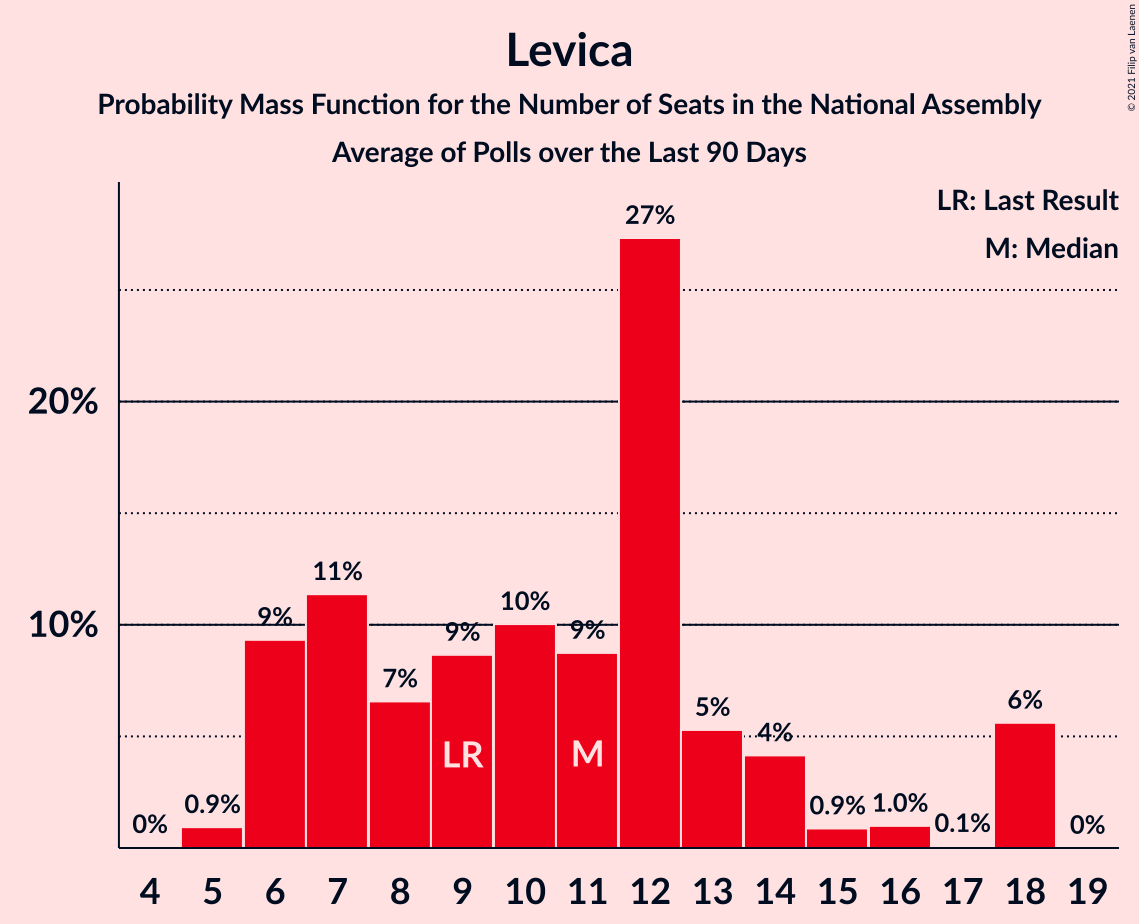 Levica
Probability Mass Function for the Number of Seats in the National Assembly
Average of Polls over the Last 90 Days
© 2021 Filip van Laenen
LR: Last Result
M: Median
27%
20%
11%
10%
9%
10%
9%
9%
7%
5%
4%
6%
LR
M
0%
0.9%
0.9%
1.0%
0.1%
0%
4 5 6 7 8 9 10 11 12 13 14 15 16 17 18 19